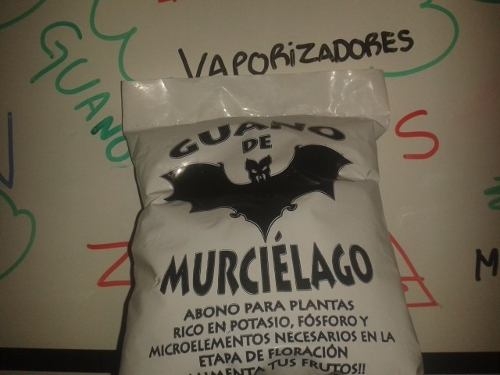 VAPORIZADORES
GUANO
GUANO
DE
MURCIÉLAGO
ABONO PARA PLANTAS
RICO EN POTASIO, FÓSFORO Y
MICROELEMENTOS NECESARIOS EN LA
ETAPA DE FLORACIÓN
TUS FRUTOS!!
S
M